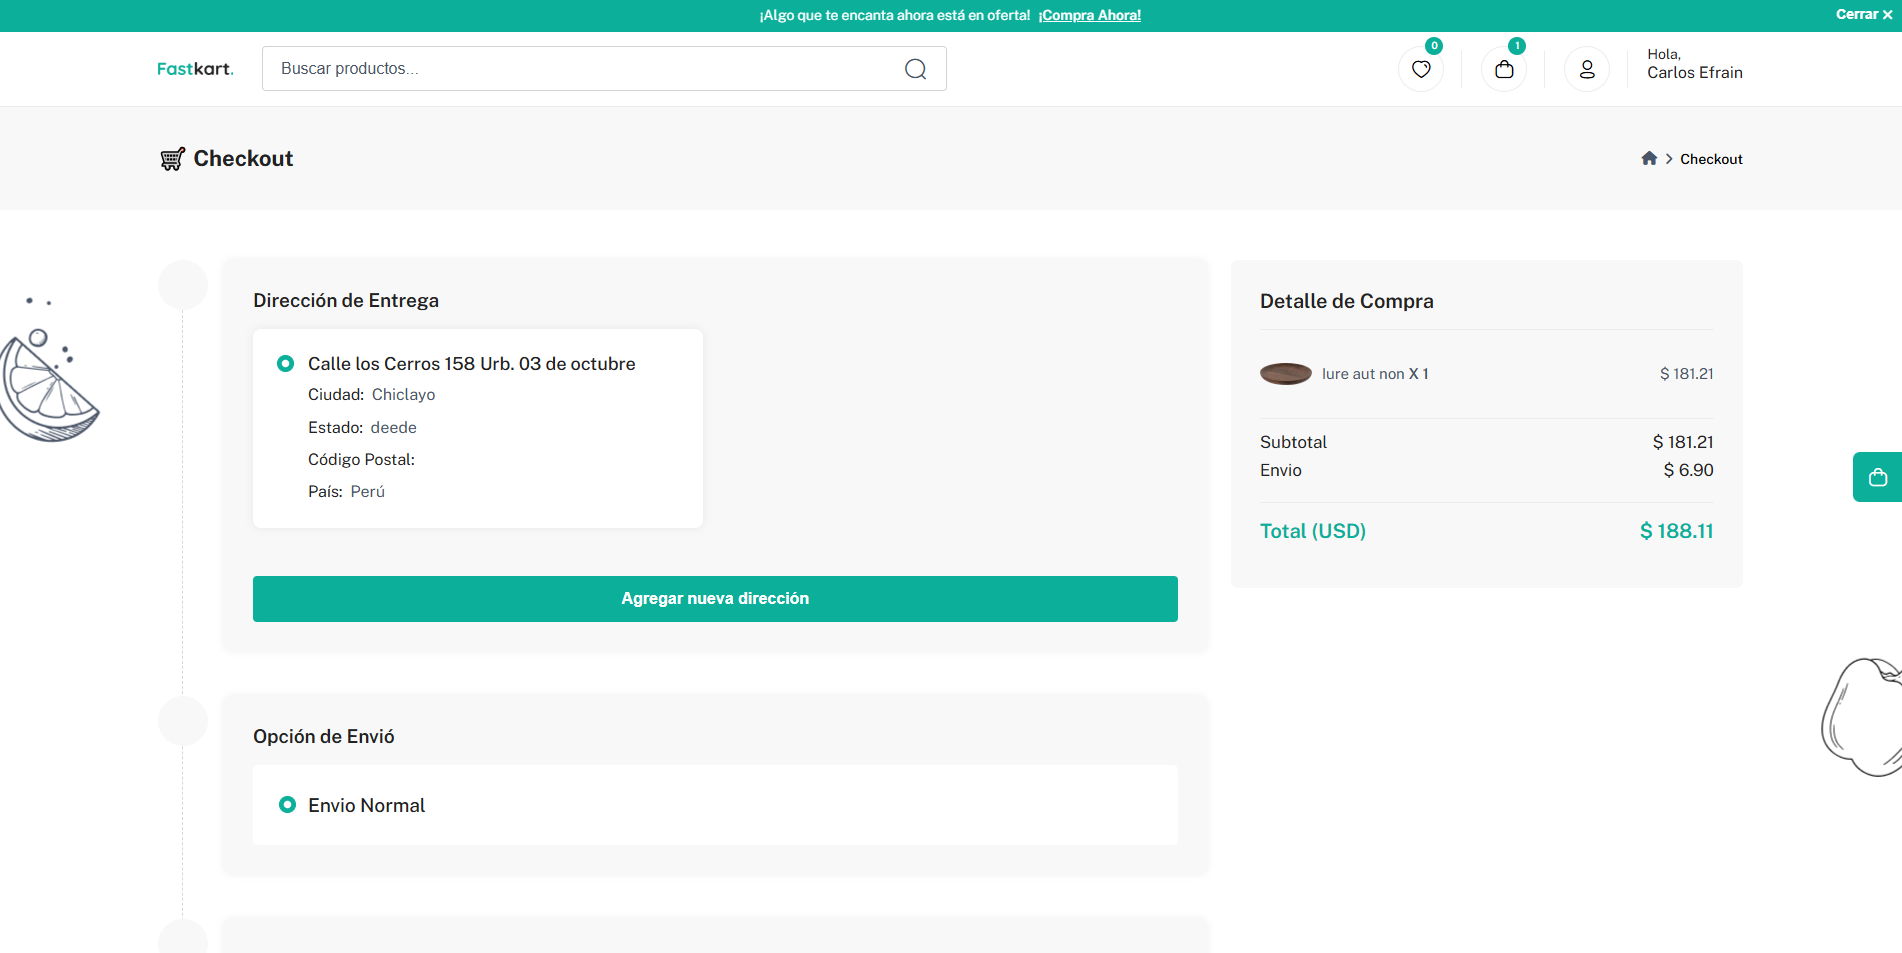 ¡Algo que te encanta ahora está en oferta! ¡Compra Ahora!
Cerrar ×
Fastkart.
Buscar productos...
0
1
Hola,
Carlos Efrain
Checkout
Checkout
Dirección de Entrega
Calle los Cerros 158 Urb. 03 de octubre
Ciudad: Chiclayo
Estado: deede
Código Postal:
País: Perú
Agregar nueva dirección
Opción de Envió
Envio Normal
Detalle de Compra
Iure aut non X 1 $ 181.21
Subtotal $ 181.21
Envio $ 6.90
Total (USD) $ 188.11